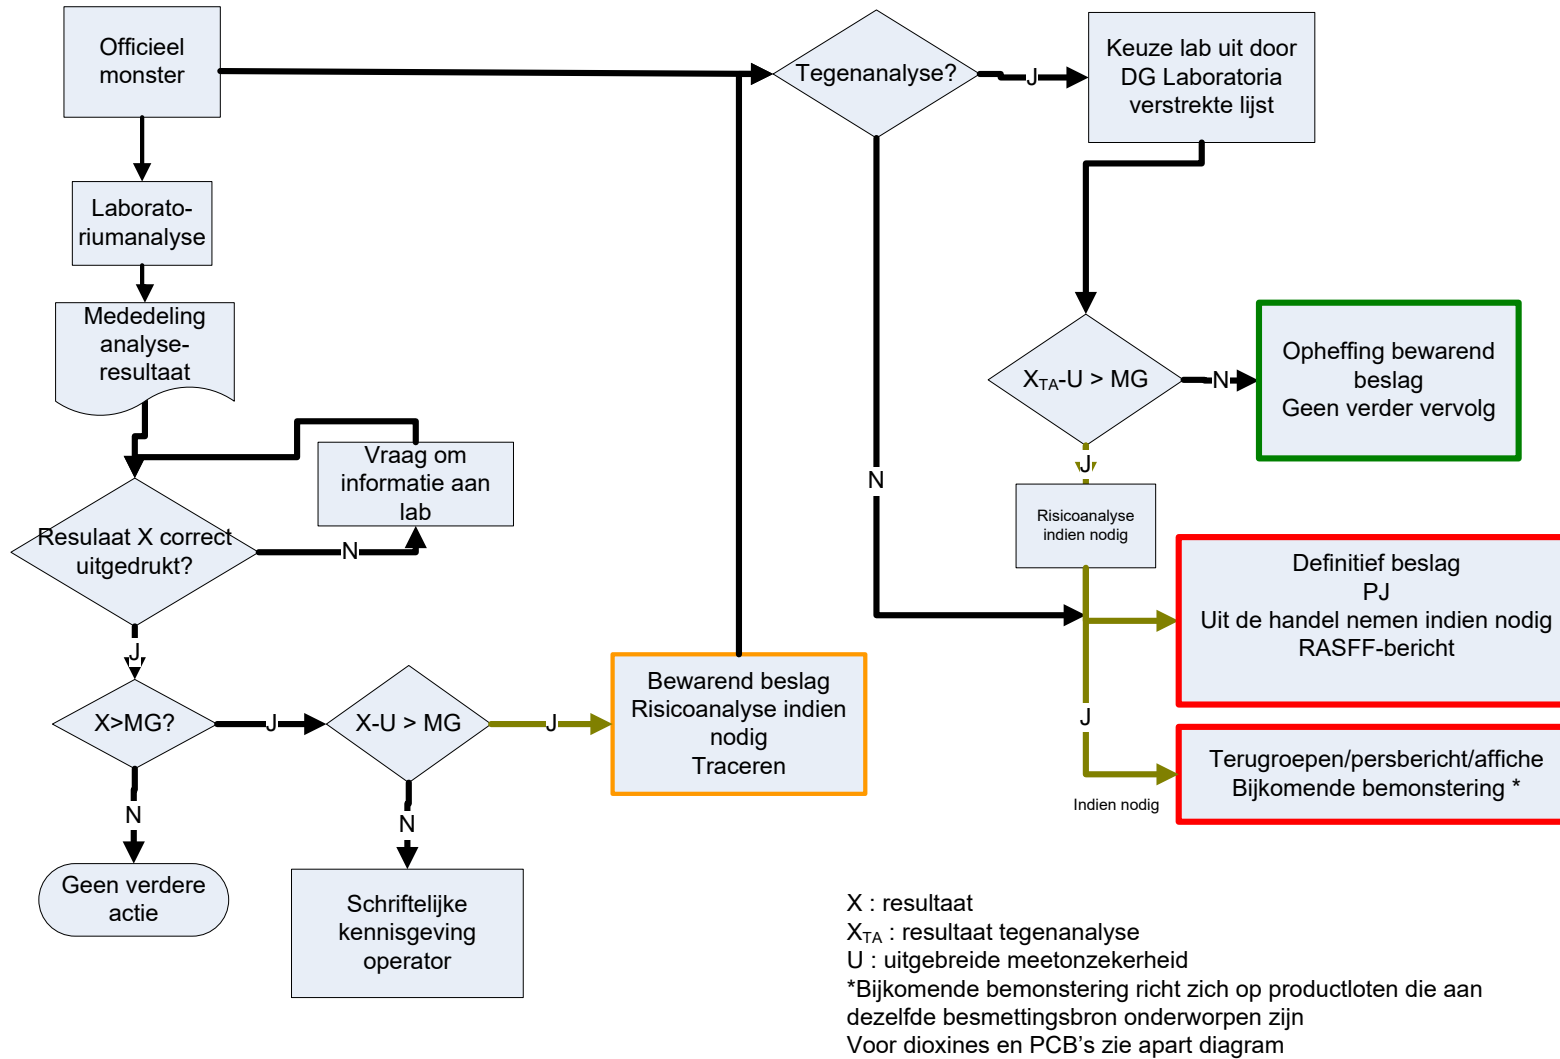 Officieel
monster
Laborato-
riumanalyse
Mededeling
analyse-
resultaat
Vraag om
informatie aan
lab
Resulaat X correct
uitgedrukt?
N
J
X>MG?
J
N
Geen verdere
actie
X-U > MG
J
N
Schriftelijke
kennisgeving
operator
Bewarend beslag
Risicoanalyse indien
nodig
Traceren
Tegenanalyse?
J
N
Keuze lab uit door
DG Laboratoria
verstrekte lijst
X_TA-U > MG
N
J
Opheffing bewarend
beslag
Geen verder vervolg
Risicoanalyse
indien nodig
Definitief beslag
PJ
Uit de handel nemen indien nodig
RASFF-bericht
J
Indien nodig
Terugroepen/persbericht/affiche
Bijkomende bemonstering *
X : resultaat
X_TA : resultaat tegenanalyse
U : uitgebreide meetonzekerheid
*Bijkomende bemonstering richt zich op productloten die aan
dezelfde besmettingsbron onderworpen zijn
Voor dioxines en PCB's zie apart diagram